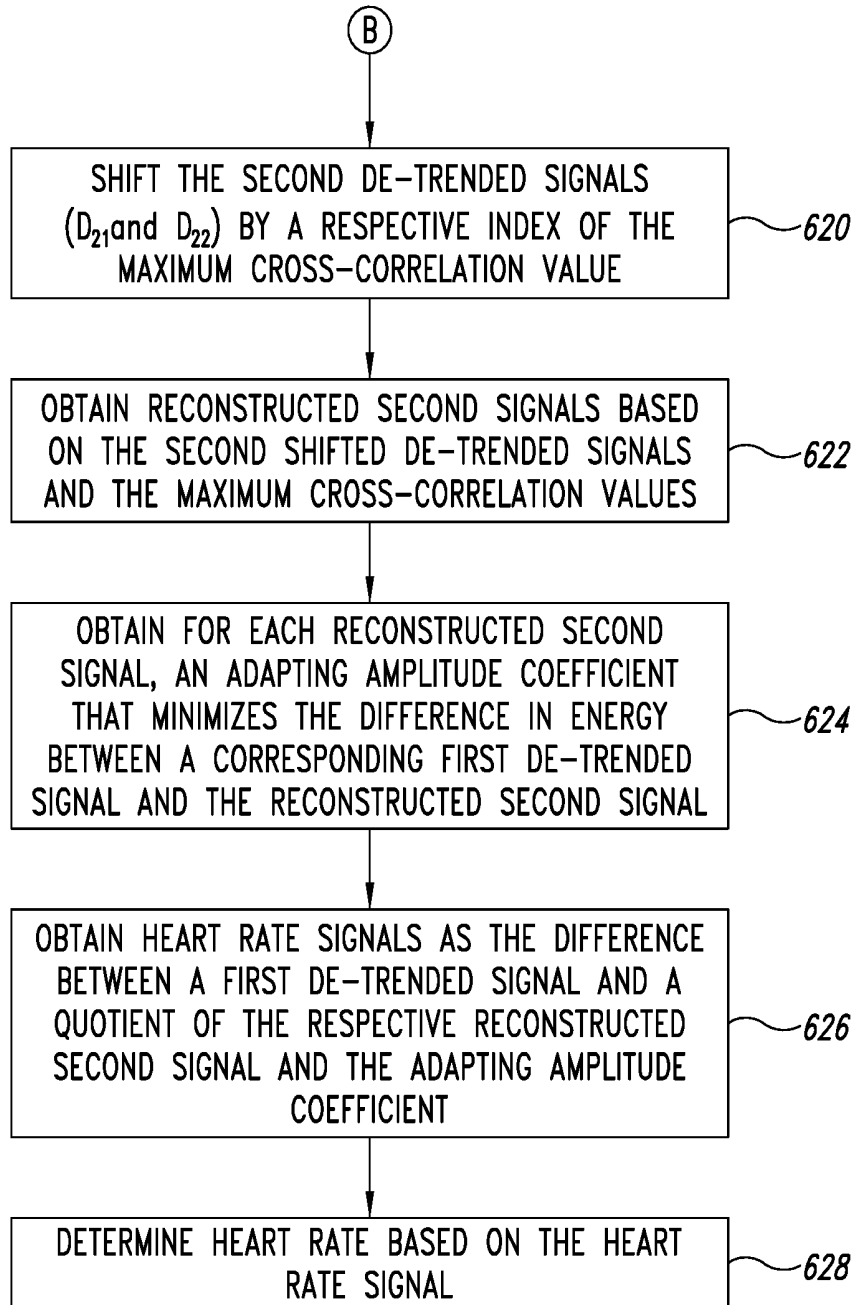 B
SHIFT THE SECOND DE-TRENDED SIGNALS
(D₂₁and D₂₂) BY A RESPECTIVE INDEX OF THE
MAXIMUM CROSS-CORRELATION VALUE
620
OBTAIN RECONSTRUCTED SECOND SIGNALS BASED
ON THE SECOND SHIFTED DE-TRENDED SIGNALS
AND THE MAXIMUM CROSS-CORRELATION VALUES
622
OBTAIN FOR EACH RECONSTRUCTED SECOND
SIGNAL, AN ADAPTING AMPLITUDE COEFFICIENT
THAT MINIMIZES THE DIFFERENCE IN ENERGY
BETWEEN A CORRESPONDING FIRST DE-TRENDED
SIGNAL AND THE RECONSTRUCTED SECOND SIGNAL
624
OBTAIN HEART RATE SIGNALS AS THE DIFFERENCE
BETWEEN A FIRST DE-TRENDED SIGNAL AND A
QUOTIENT OF THE RESPECTIVE RECONSTRUCTED
SECOND SIGNAL AND THE ADAPTING AMPLITUDE
COEFFICIENT
626
DETERMINE HEART RATE BASED ON THE HEART
RATE SIGNAL
628